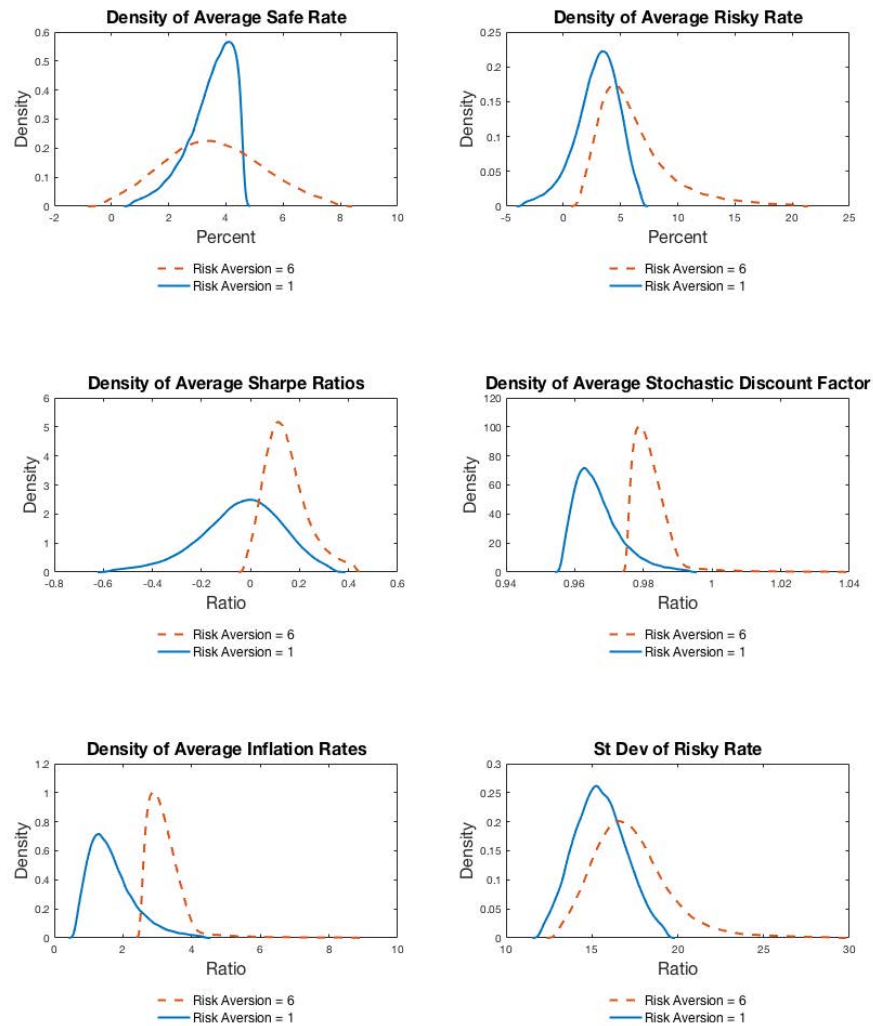 Density of Average Safe Rate
0.6
0.5
0.4
0.3
0.2
0.1
0
Density
-2
0
2
4
6
8
10
Percent
Risk Aversion = 6
Risk Aversion = 1
Density of Average Risky Rate
0.25
0.2
0.15
0.1
0.05
0
Density
-5
0
5
10
15
20
25
Percent
Risk Aversion = 6
Risk Aversion = 1
Density of Average Sharpe Ratios
6
5
4
3
2
1
0
Density
-0.8
-0.6
-0.4
-0.2
0
0.2
0.4
0.6
Ratio
Risk Aversion = 6
Risk Aversion = 1
Density of Average Stochastic Discount Factor
120
100
80
60
40
20
0
Density
0.94
0.96
0.98
1
1.02
1.04
Ratio
Risk Aversion = 6
Risk Aversion = 1
Density of Average Inflation Rates
1.2
1
0.8
0.6
0.4
0.2
0
Density
0
2
4
6
8
10
Ratio
Risk Aversion = 6
Risk Aversion = 1
St Dev of Risky Rate
0.3
0.25
0.2
0.15
0.1
0.05
0
Density
10
15
20
25
30
Ratio
Risk Aversion = 6
Risk Aversion = 1